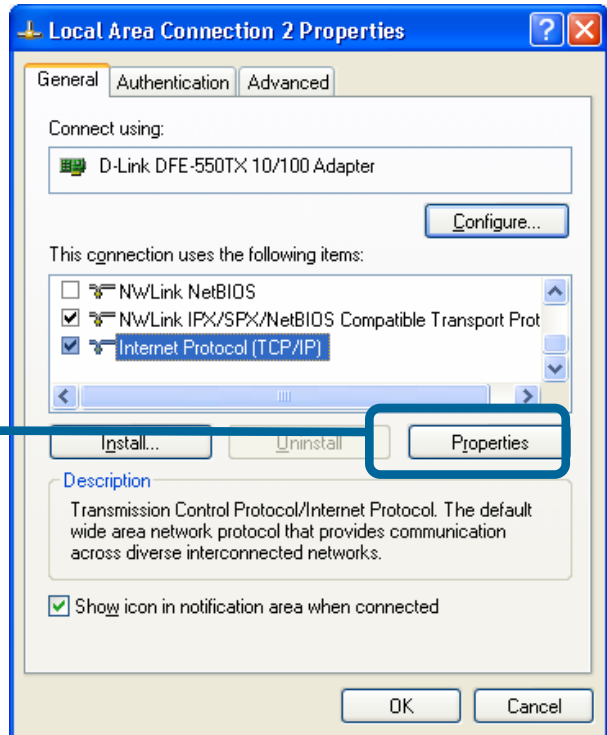 Local Area Connection 2 Properties
General Authentication Advanced
Connect using:
D-Link DFE-550TX 10/100 Adapter
Configure...
This connection uses the following items:
NWLink NetBIOS
NWLink IPX/SPX/NetBIOS Compatible Transport Prot
Internet Protocol (TCP/IP)
Install... Uninstall Properties
Description
Transmission Control Protocol/Internet Protocol. The default
wide area network protocol that provides communication
across diverse interconnected networks.
Show icon in notification area when connected
OK Cancel